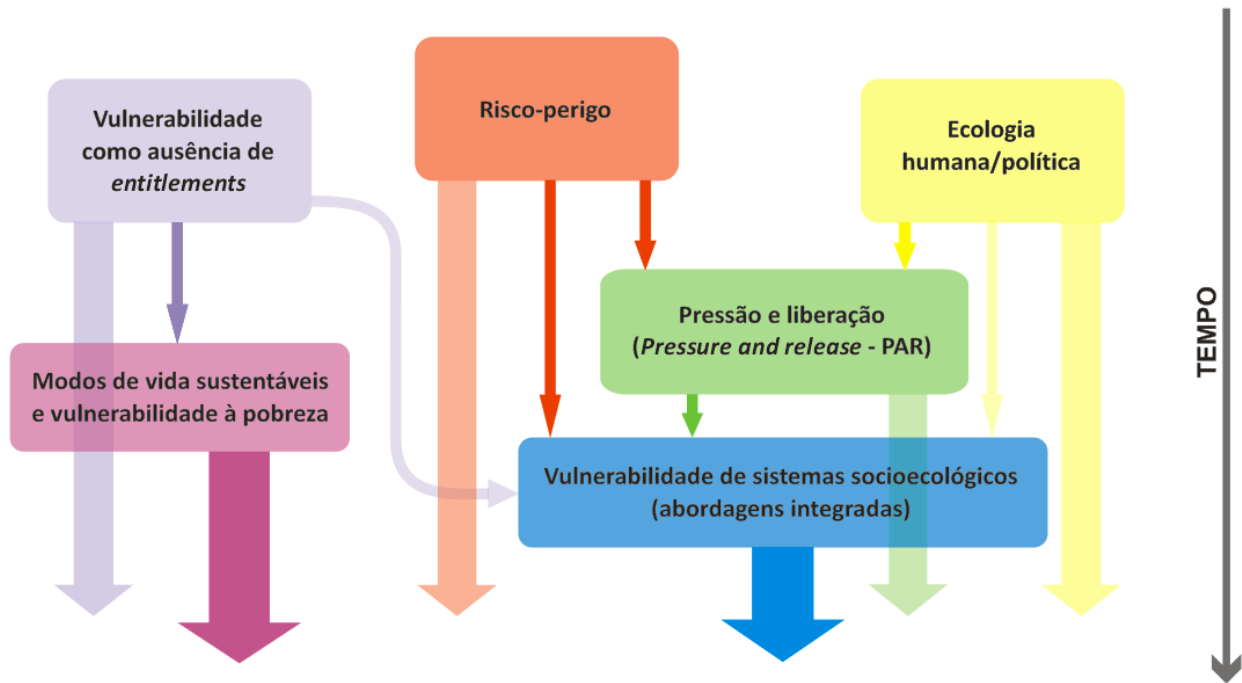 Vulnerabilidade
como ausência de
entitlements
Risco-perigo
Ecologia
humana/política
Pressão e liberação
(Pressure and release - PAR)
Modos de vida sustentáveis
e vulnerabilidade à pobreza
Vulnerabilidade de sistemas socioecológicos
(abordagens integradas)
TEMPO